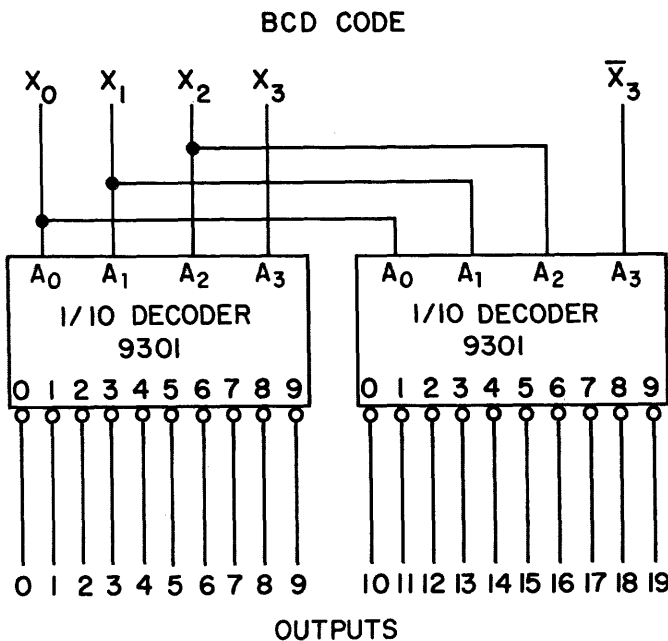 BCD CODE
X0 X1 X2 X3 X̅3
A0 A1 A2 A3 A0 A1 A2 A3
1/10 DECODER 1/10 DECODER
9301 9301
0 1 2 3 4 5 6 7 8 9 0 1 2 3 4 5 6 7 8 9
0 1 2 3 4 5 6 7 8 9 10 11 12 13 14 15 16 17 18 19
OUTPUTS